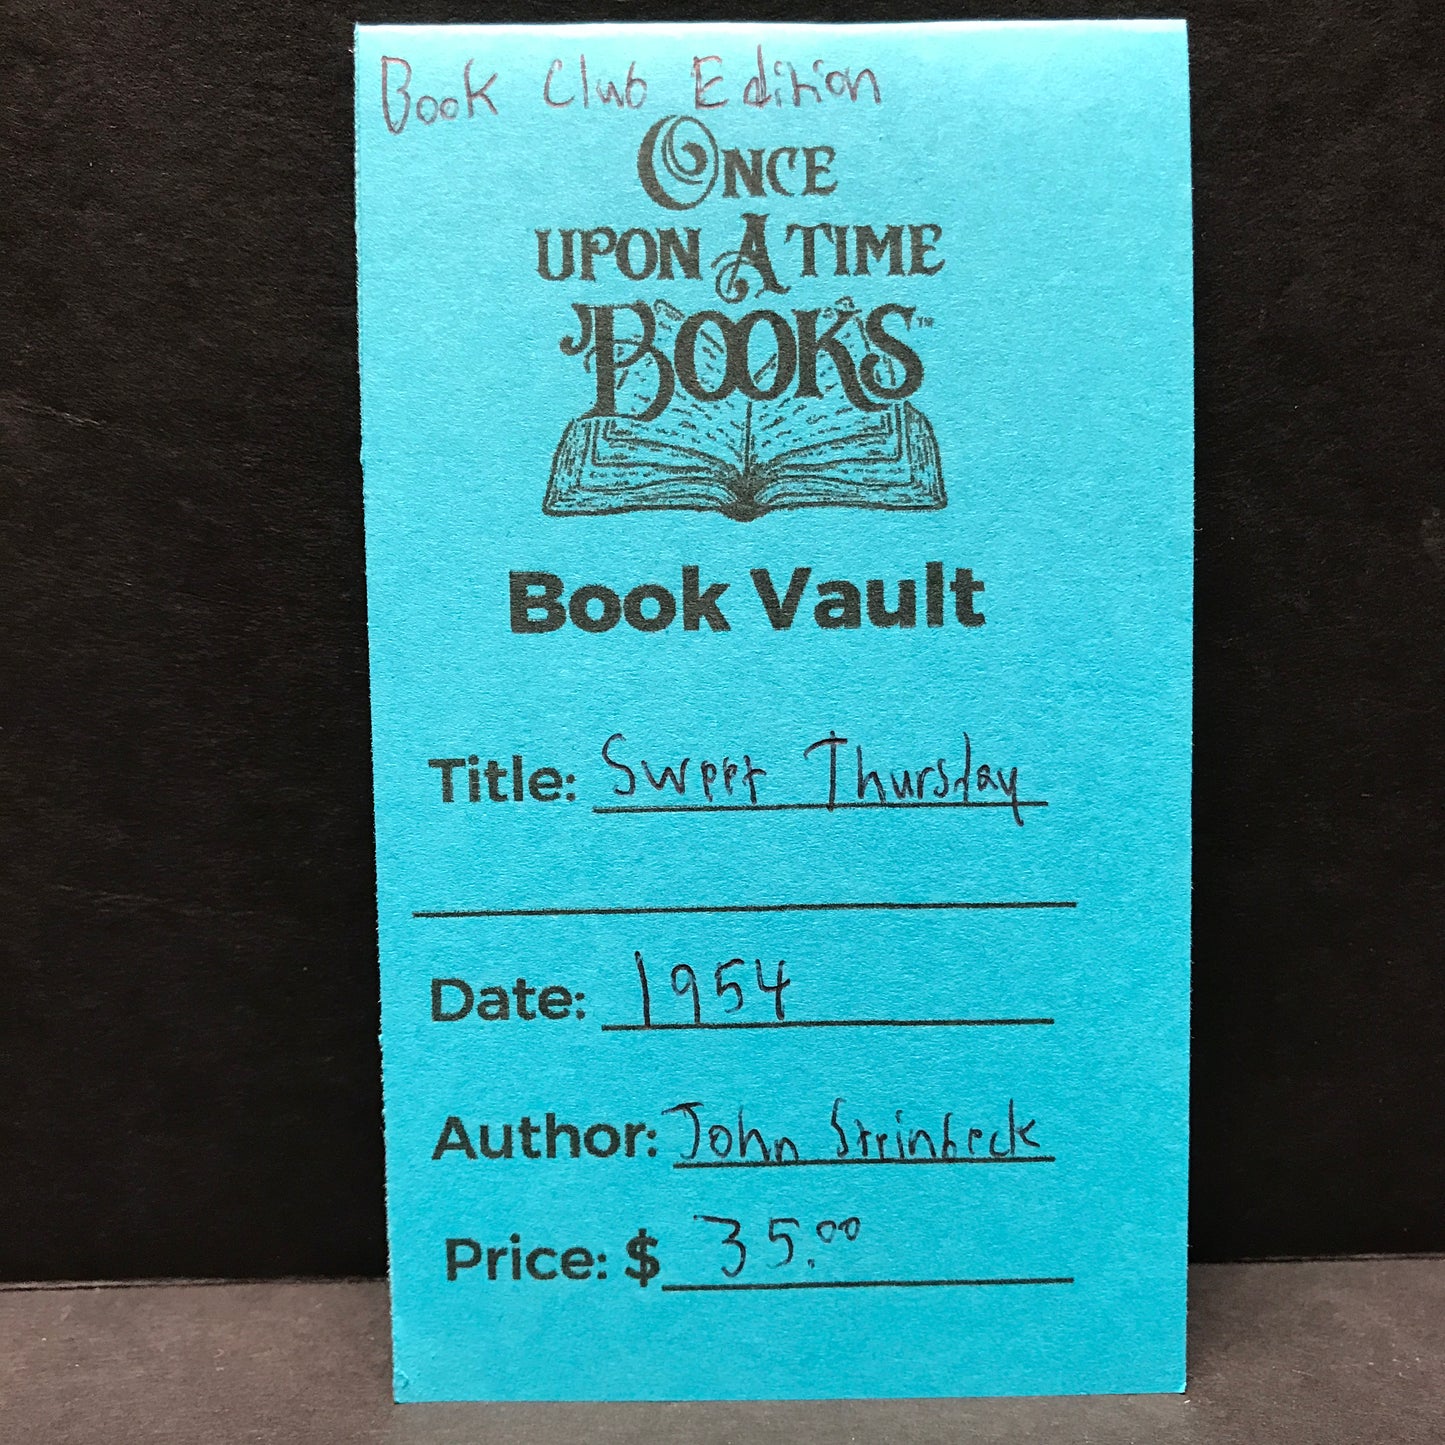 Book Club Edition
ONCE
UPON A TIME
BOOKS™
Book Vault
Title: Sweet Thursday
Date: 1954
Author: John Steinbeck
Price: $ 35.00